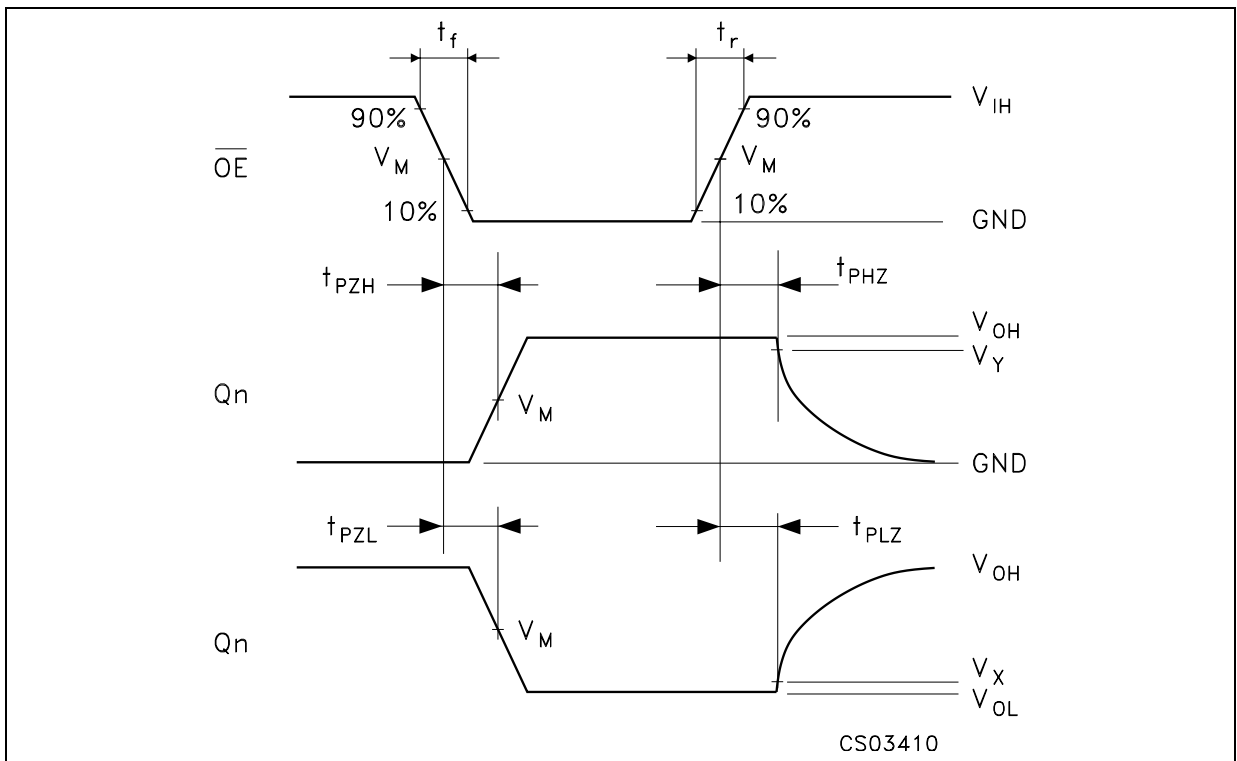 tf
tr
90%
90%
VIH
OE
VM
VM
10%
10%
GND
tPZH
tPHZ
VOH
VY
Qn
VM
GND
tPZL
tPLZ
VOH
Qn
VM
VX
VOL
CS03410